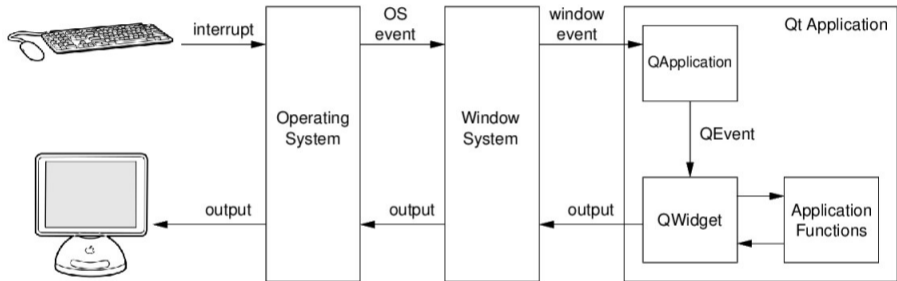 interrupt
OS
event
window
event
Qt Application
QApplication
Operating
System
Window
System
QEvent
output
output
output
QWidget
Application
Functions